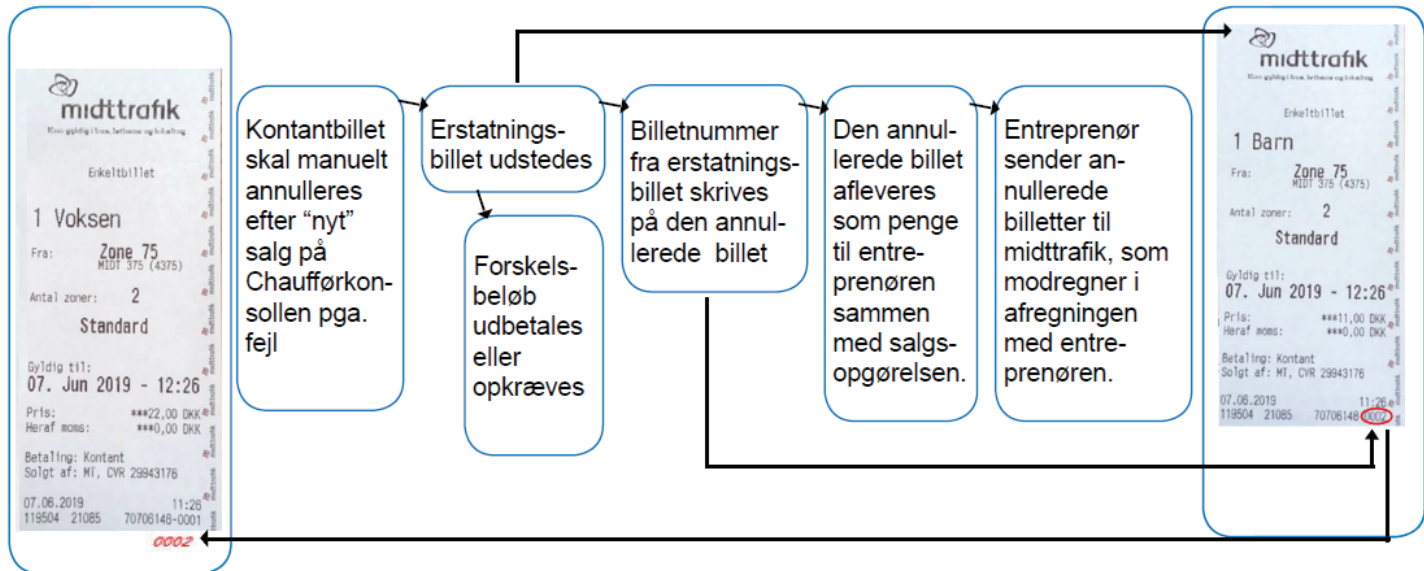 midttrafik
Kun gyldig i bus, letbane og lokaltog
Enkeltbillet
1 Voksen
Fra: Zone 75
MIDT 375 (4375)
Antal zoner: 2
Standard
Gyldig til:
07. Jun 2019 - 12:26
Pris: ***22,00 DKK
Heraf moms: ***0,00 DKK
Betaling: Kontant
Solgt af: MT, CVR 29943176
07.06.2019 11:26
119504 21085 70706148-0001
0002
Kontantbillet
skal manuelt
annulleres
efter “nyt”
salg på
Chaufførkon-
sollen pga.
fejl
Erstatnings-
billet udstedes
Forskels-
beløb
udbetales
eller
opkræves
Billetnummer
fra erstatnings-
billet skrives
på den annul-
lerede billet
Den annul-
lerede billet
afleveres
som penge
til entre-
prenøren
sammen
med salgs-
opgørelsen.
Entreprenør
sender an-
nullerede
billetter til
midttrafik, som
modregner i
afregningen
med entre-
prenøren.
midttrafik
Kun gyldig i bus, letbane og lokaltog
Enkeltbillet
1 Barn
Fra: Zone 75
MIDT 375 (4375)
Antal zoner: 2
Standard
Gyldig til:
07. Jun 2019 - 12:26
Pris: ***11,00 DKK
Heraf moms: ***0,00 DKK
Betaling: Kontant
Solgt af: MT, CVR 29943176
07.06.2019 11:26
119504 21085 70706148-0002